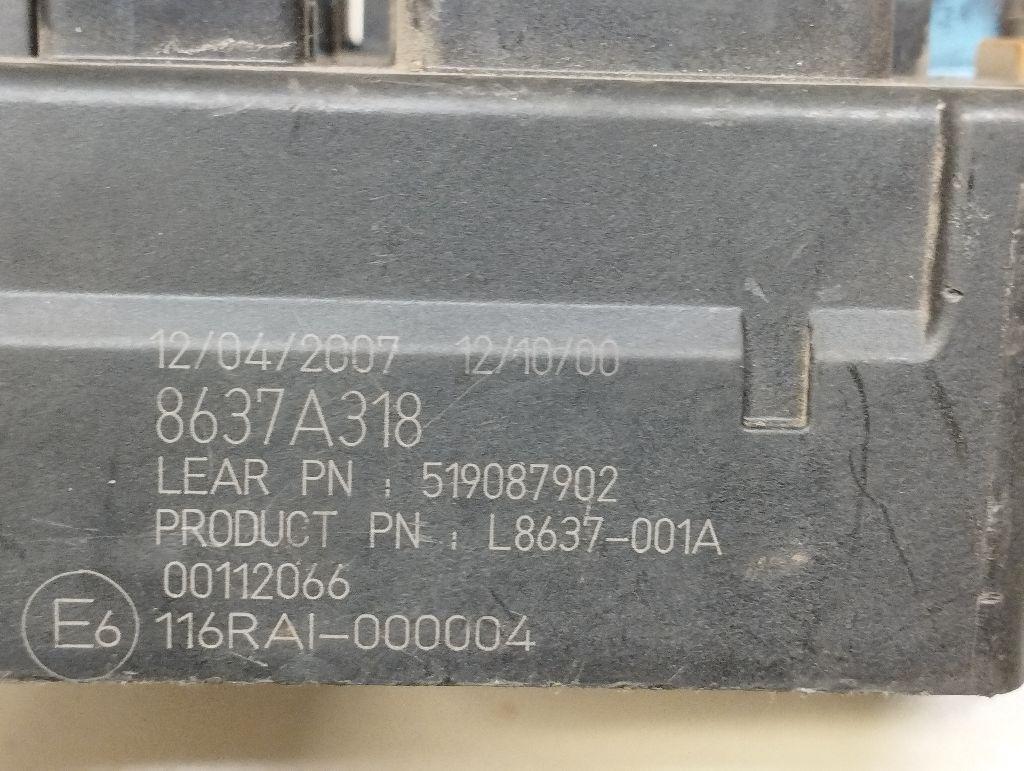 12/04/2007 12/10/00
8637A318
LEAR PN : 519087902
PRODUCT PN : L8637-001A
00112066
E6 116RAI-000004